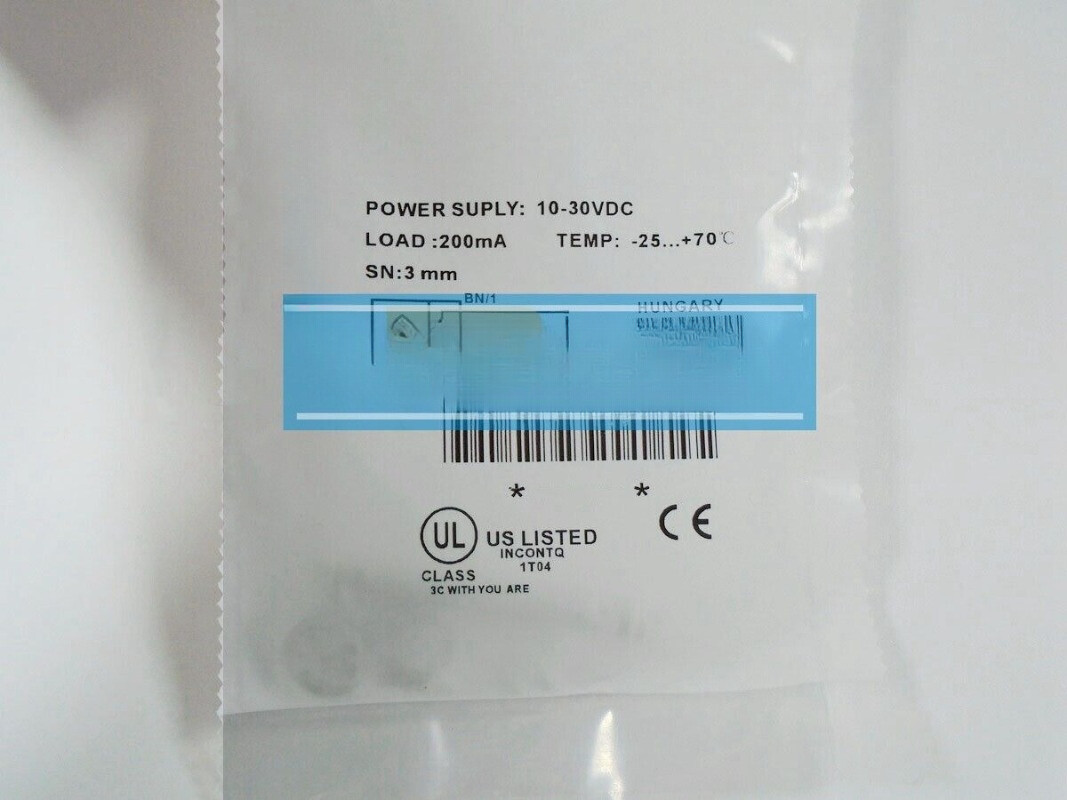 POWER SUPLY: 10-30VDC
LOAD :200mA TEMP: -25...+70℃
SN:3 mm
BN/1
HUNGARY
* *
UL US LISTED CE
INCONTQ
1T04
CLASS
3C WITH YOU ARE